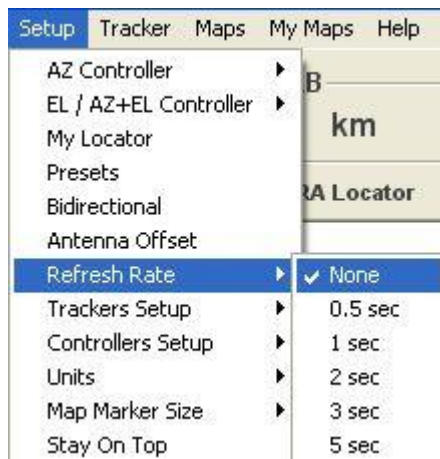 Setup Tracker Maps My Maps Help
AZ Controller
EL / AZ+EL Controller
My Locator
Presets
Bidirectional
Antenna Offset
Refresh Rate
Trackers Setup
Controllers Setup
Units
Map Marker Size
Stay On Top
km
Locator
None
0.5 sec
1 sec
2 sec
3 sec
5 sec